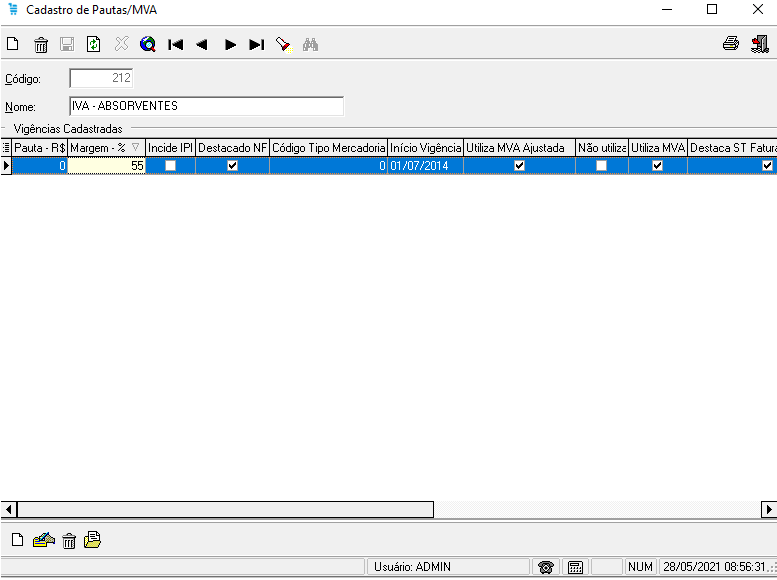 Cadastro de Pautas/MVA
Código: 212
Nome: IVA - ABSORVENTES
Vigências Cadastradas
Pauta - R$ Margem - % Incide IPI Destacado NF Código Tipo Mercadoria Início Vigência Utiliza MVA Ajustada Não utiliza Utiliza MVA Destaca ST Fatura
0 55 0 01/07/2014
Usuário: ADMIN NUM 28/05/2021 08:56:31